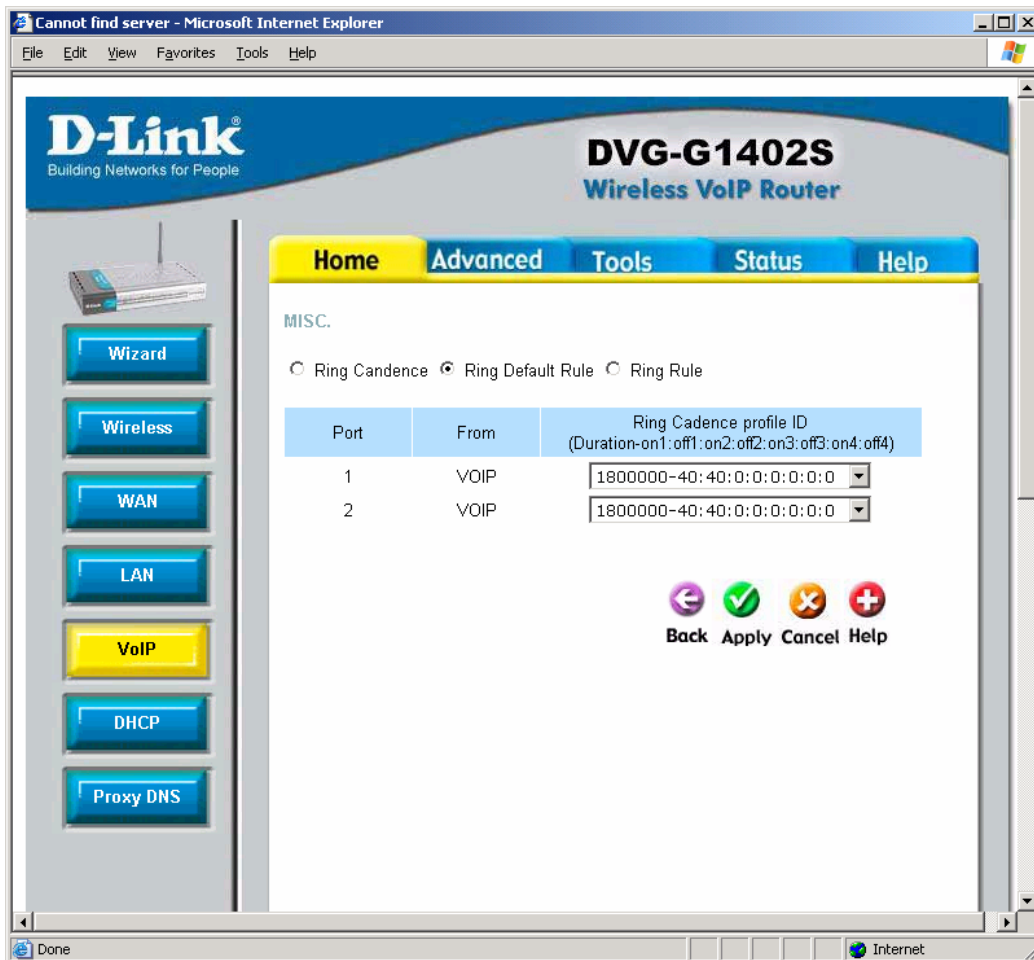 Cannot find server - Microsoft Internet Explorer
File Edit View Favorites Tools Help
D-Link®
Building Networks for People
DVG-G1402S
Wireless VoIP Router
Home Advanced Tools Status Help
MISC.
Ring Candence Ring Default Rule Ring Rule
Port From Ring Cadence profile ID
(Duration-on1:off1:on2:off2:on3:off3:on4:off4)
1 VOIP 1800000-40:40:0:0:0:0:0:0
2 VOIP 1800000-40:40:0:0:0:0:0:0
Back Apply Cancel Help
Wizard
Wireless
WAN
LAN
VoIP
DHCP
Proxy DNS
Done Internet